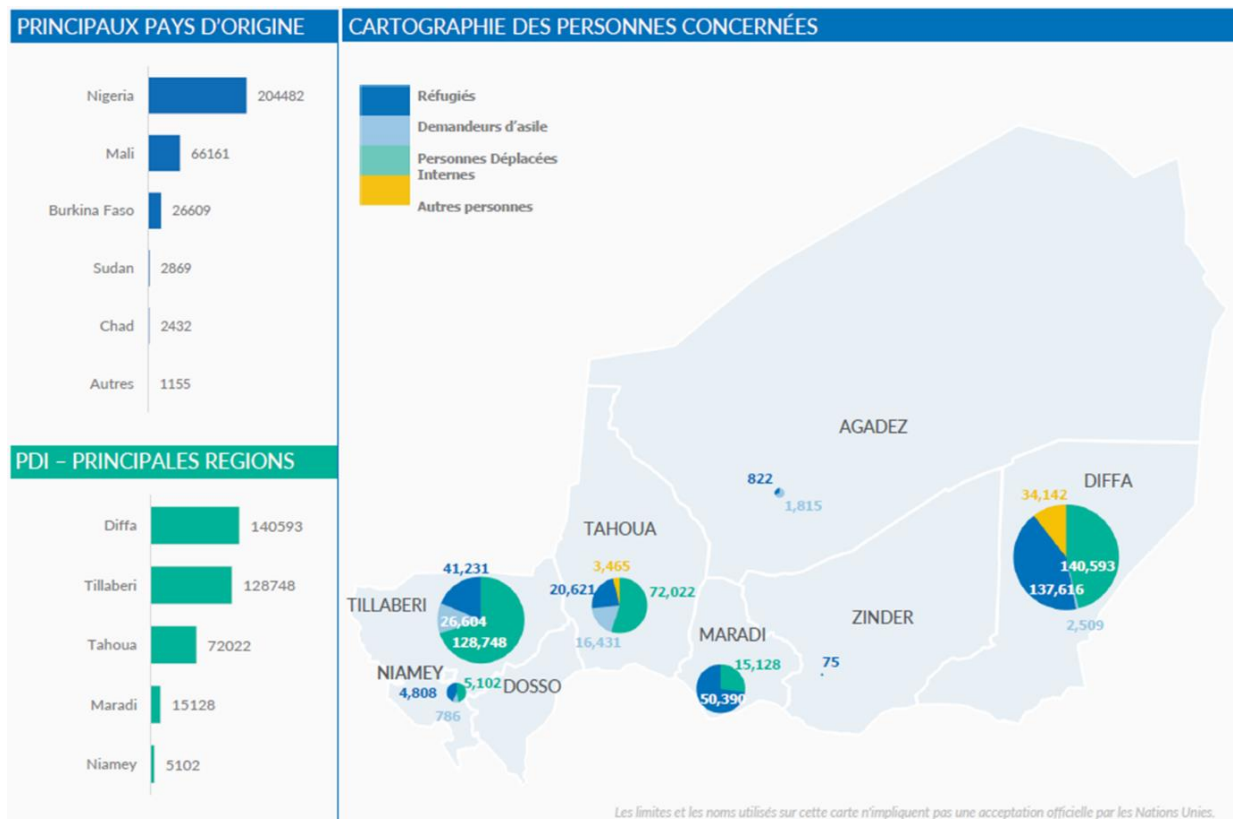 PRINCIPAUX PAYS D'ORIGINE
Nigeria 204482
Mali 66161
Burkina Faso 26609
Sudan 2869
Chad 2432
Autres 1155
PDI – PRINCIPALES REGIONS
Diffa 140593
Tillaberi 128748
Tahoua 72022
Maradi 15128
Niamey 5102
CARTOGRAPHIE DES PERSONNES CONCERNÉES
Réfugiés
Demandeurs d'asile
Personnes Déplacées
Internes
Autres personnes
AGADEZ
822
1,815
DIFFA
34,142
140,593
137,616
2,509
TAHOUA
3,465
20,621
72,022
16,431
41,231
TILLABERI
26,604
128,748
ZINDER
75
MARADI
15,128
50,390
NIAMEY
4,808
5,102
786
DOSSO
Les limites et les noms utilisés sur cette carte n'impliquent pas une acceptation officielle par les Nations Unies.